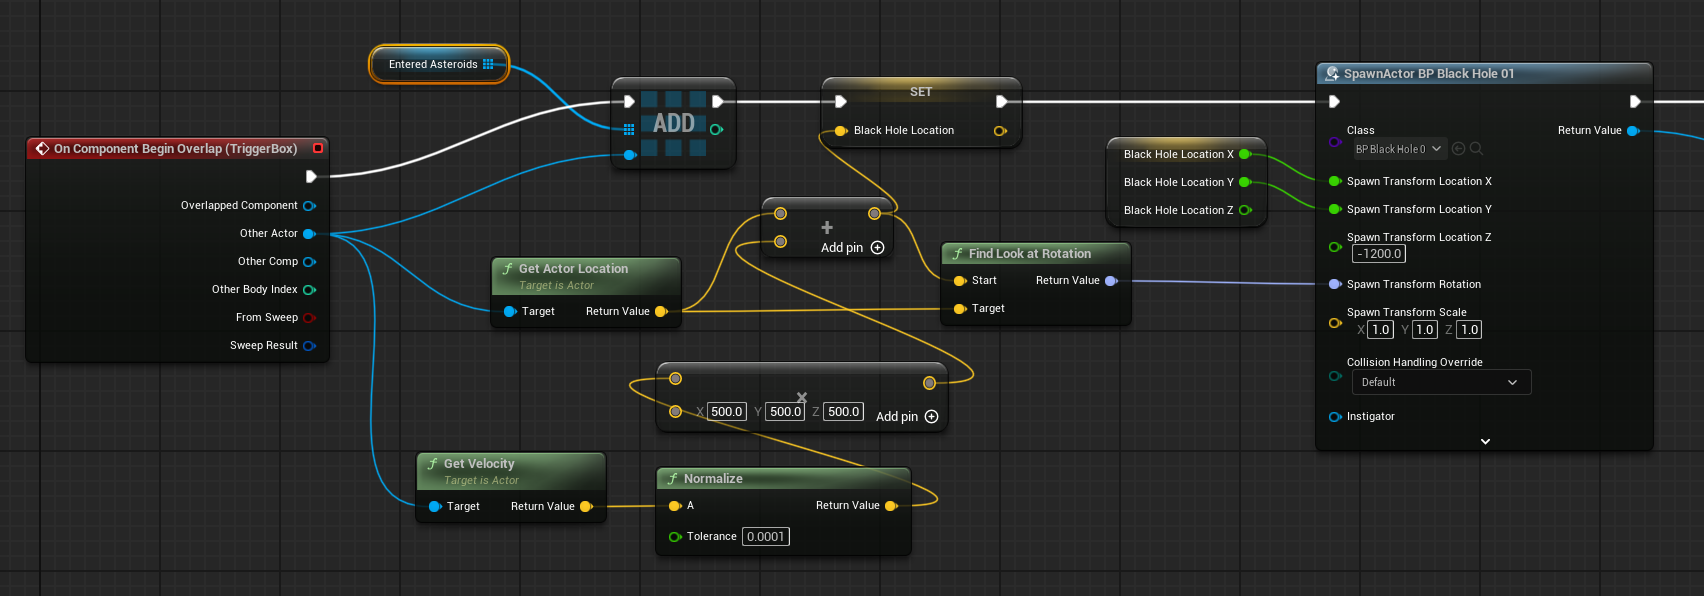 Entered Asteroids
ADD
SET
Black Hole Location
On Component Begin Overlap (TriggerBox)
Overlapped Component
Other Actor
Other Comp
Other Body Index
From Sweep
Sweep Result
Get Actor Location
Target is Actor
Target
Return Value
+
Add pin
Find Look at Rotation
Start
Return Value
Target
Black Hole Location X
Black Hole Location Y
Black Hole Location Z
X 500.0 Y 500.0 Z 500.0
Add pin
Get Velocity
Target is Actor
Target
Return Value
Normalize
A
Return Value
Tolerance 0.0001
SpawnActor BP Black Hole 01
Class
Return Value
BP Black Hole 0
Spawn Transform Location X
Spawn Transform Location Y
Spawn Transform Location Z
-1200.0
Spawn Transform Rotation
Spawn Transform Scale
X 1.0 Y 1.0 Z 1.0
Collision Handling Override
Default
Instigator